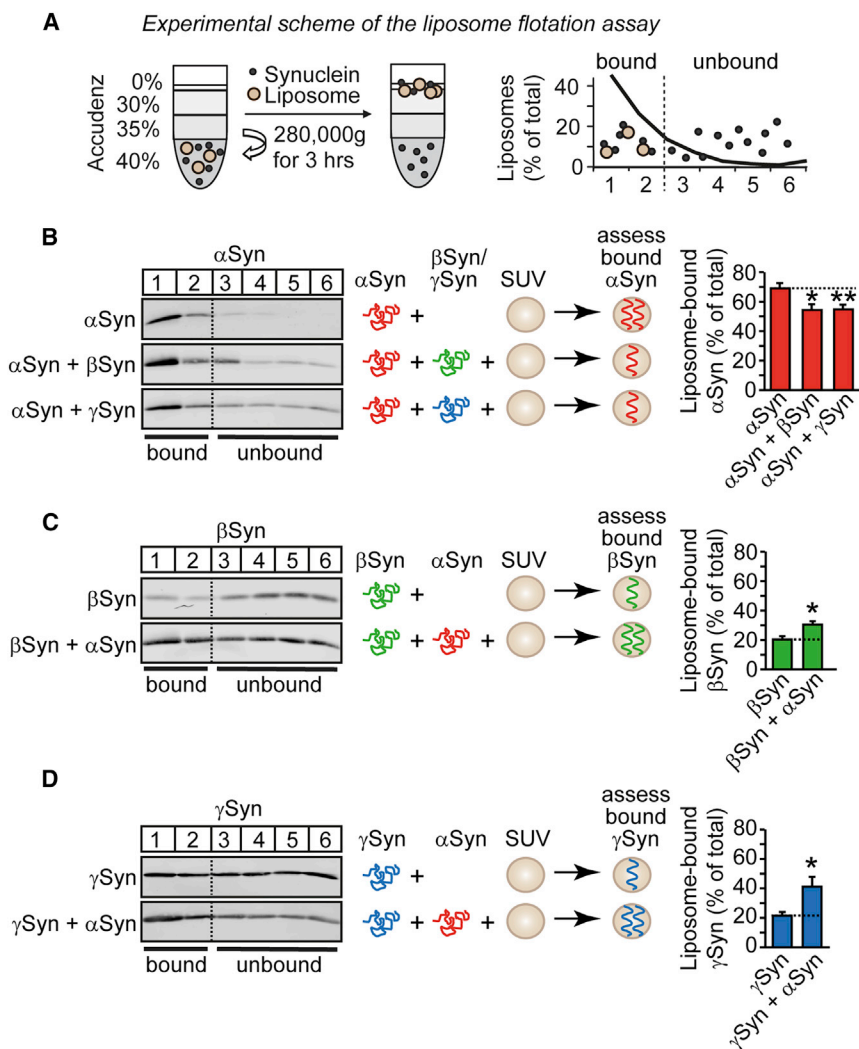 A Experimental scheme of the liposome flotation assay
0%
30%
35%
40%
Accudenz
Synuclein
Liposome
280,000g
for 3 hrs
bound unbound
Liposomes
(% of total)
40
20
0
1 2 3 4 5 6
B
αSyn
1 2 3 4 5 6
αSyn
αSyn + βSyn
αSyn + γSyn
bound unbound
αSyn
βSyn/
γSyn
SUV
assess
bound
αSyn
+
+ +
+ +
Liposome-bound
αSyn (% of total)
80
60
40
20
0
* **
αSyn
αSyn + βSyn
αSyn + γSyn
C
βSyn
1 2 3 4 5 6
βSyn
βSyn + αSyn
bound unbound
βSyn αSyn SUV
assess
bound
βSyn
+
+ +
Liposome-bound
βSyn (% of total)
80
60
40
20
0
*
βSyn
βSyn + αSyn
D
γSyn
1 2 3 4 5 6
γSyn
γSyn + αSyn
bound unbound
γSyn αSyn SUV
assess
bound
γSyn
+
+ +
Liposome-bound
γSyn (% of total)
80
60
40
20
0
*
γSyn
γSyn + αSyn